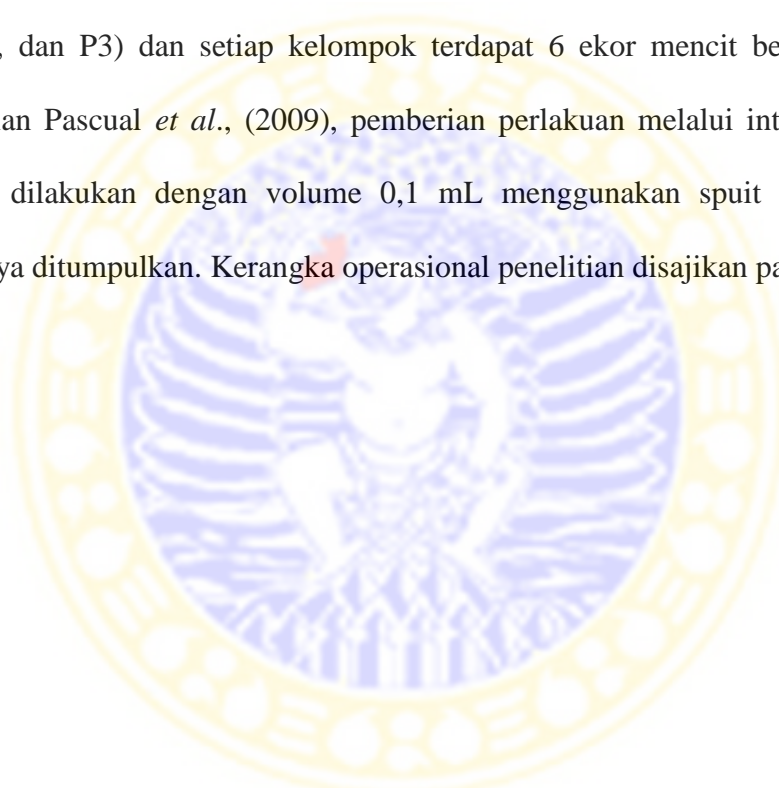 , dan P3) dan setiap kelompok terdapat 6 ekor mencit be
an Pascual et al., (2009), pemberian perlakuan melalui int
dilakukan dengan volume 0,1 mL menggunakan spuit
ya ditumpulkan. Kerangka operasional penelitian disajikan pa